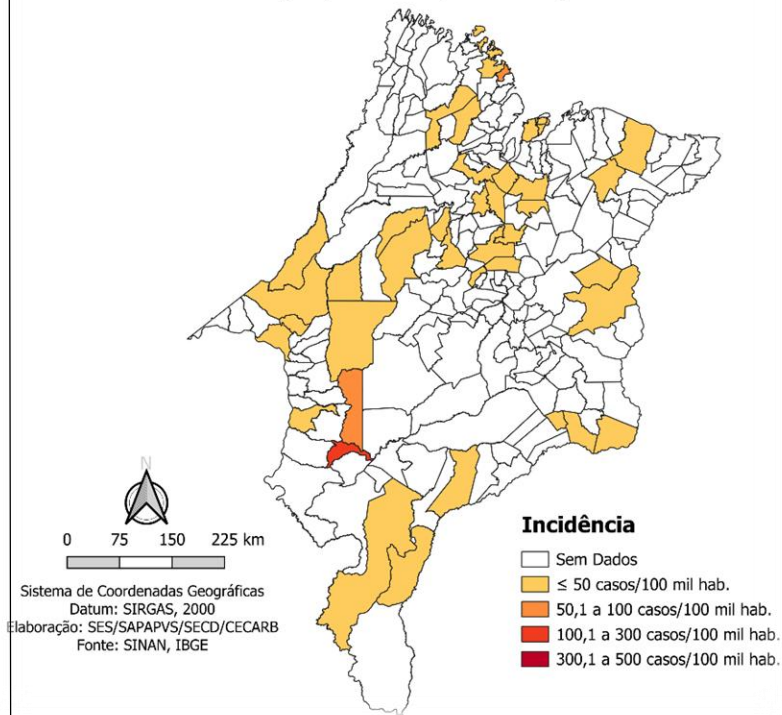 N
0 75 150 225 km
Sistema de Coordenadas Geográficas
Datum: SIRGAS, 2000
Elaboração: SES/SAPAPVS/SECD/CECARB
Fonte: SINAN, IBGE
Incidência
Sem Dados
≤ 50 casos/100 mil hab.
50,1 a 100 casos/100 mil hab.
100,1 a 300 casos/100 mil hab.
300,1 a 500 casos/100 mil hab.